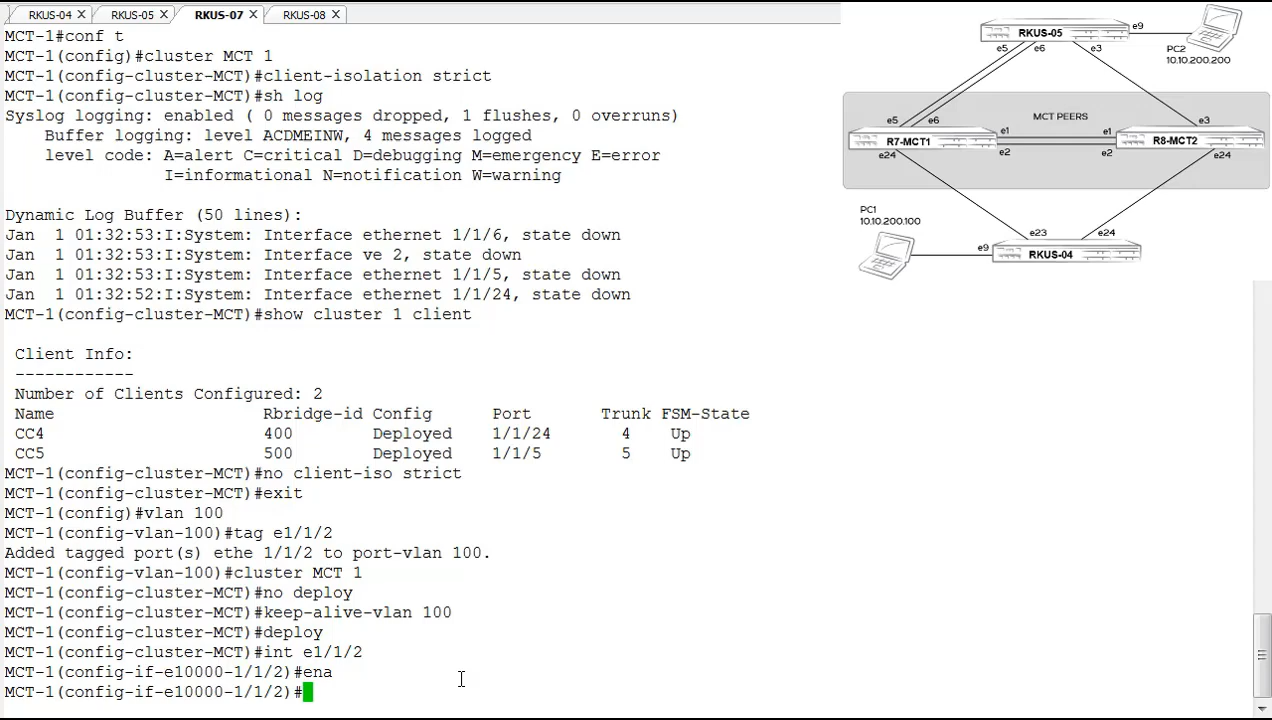 RKUS-04 X RKUS-05 X RKUS-07 X RKUS-08 X
MCT-1#conf t
MCT-1(config)#cluster MCT 1
MCT-1(config-cluster-MCT)#client-isolation strict
MCT-1(config-cluster-MCT)#sh log
Syslog logging: enabled ( 0 messages dropped, 1 flushes, 0 overruns)
Buffer logging: level ACDMEINW, 4 messages logged
level code: A=alert C=critical D=debugging M=emergency E=error
I=informational N=notification W=warning
Dynamic Log Buffer (50 lines):
Jan 1 01:32:53:I:System: Interface ethernet 1/1/6, state down
Jan 1 01:32:53:I:System: Interface ve 2, state down
Jan 1 01:32:53:I:System: Interface ethernet 1/1/5, state down
Jan 1 01:32:52:I:System: Interface ethernet 1/1/24, state down
MCT-1(config-cluster-MCT)#show cluster 1 client
Client Info:
------------
Number of Clients Configured: 2
Name Rbridge-id Config Port Trunk FSM-State
CC4 400 Deployed 1/1/24 4 Up
CC5 500 Deployed 1/1/5 5 Up
MCT-1(config-cluster-MCT)#no client-iso strict
MCT-1(config-cluster-MCT)#exit
MCT-1(config)#vlan 100
MCT-1(config-vlan-100)#tag e1/1/2
Added tagged port(s) ethe 1/1/2 to port-vlan 100.
MCT-1(config-vlan-100)#cluster MCT 1
MCT-1(config-cluster-MCT)#no deploy
MCT-1(config-cluster-MCT)#keep-alive-vlan 100
MCT-1(config-cluster-MCT)#deploy
MCT-1(config-cluster-MCT)#int e1/1/2
MCT-1(config-if-e10000-1/1/2)#ena
MCT-1(config-if-e10000-1/1/2)#
RKUS-05
e9
e5 e6 e3
PC2
10.10.200.200
MCT PEERS
e5 e6 e3
e1 e1
R7-MCT1 R8-MCT2
e2 e2
e24 e24
PC1
10.10.200.100
e23 e24
e9
RKUS-04